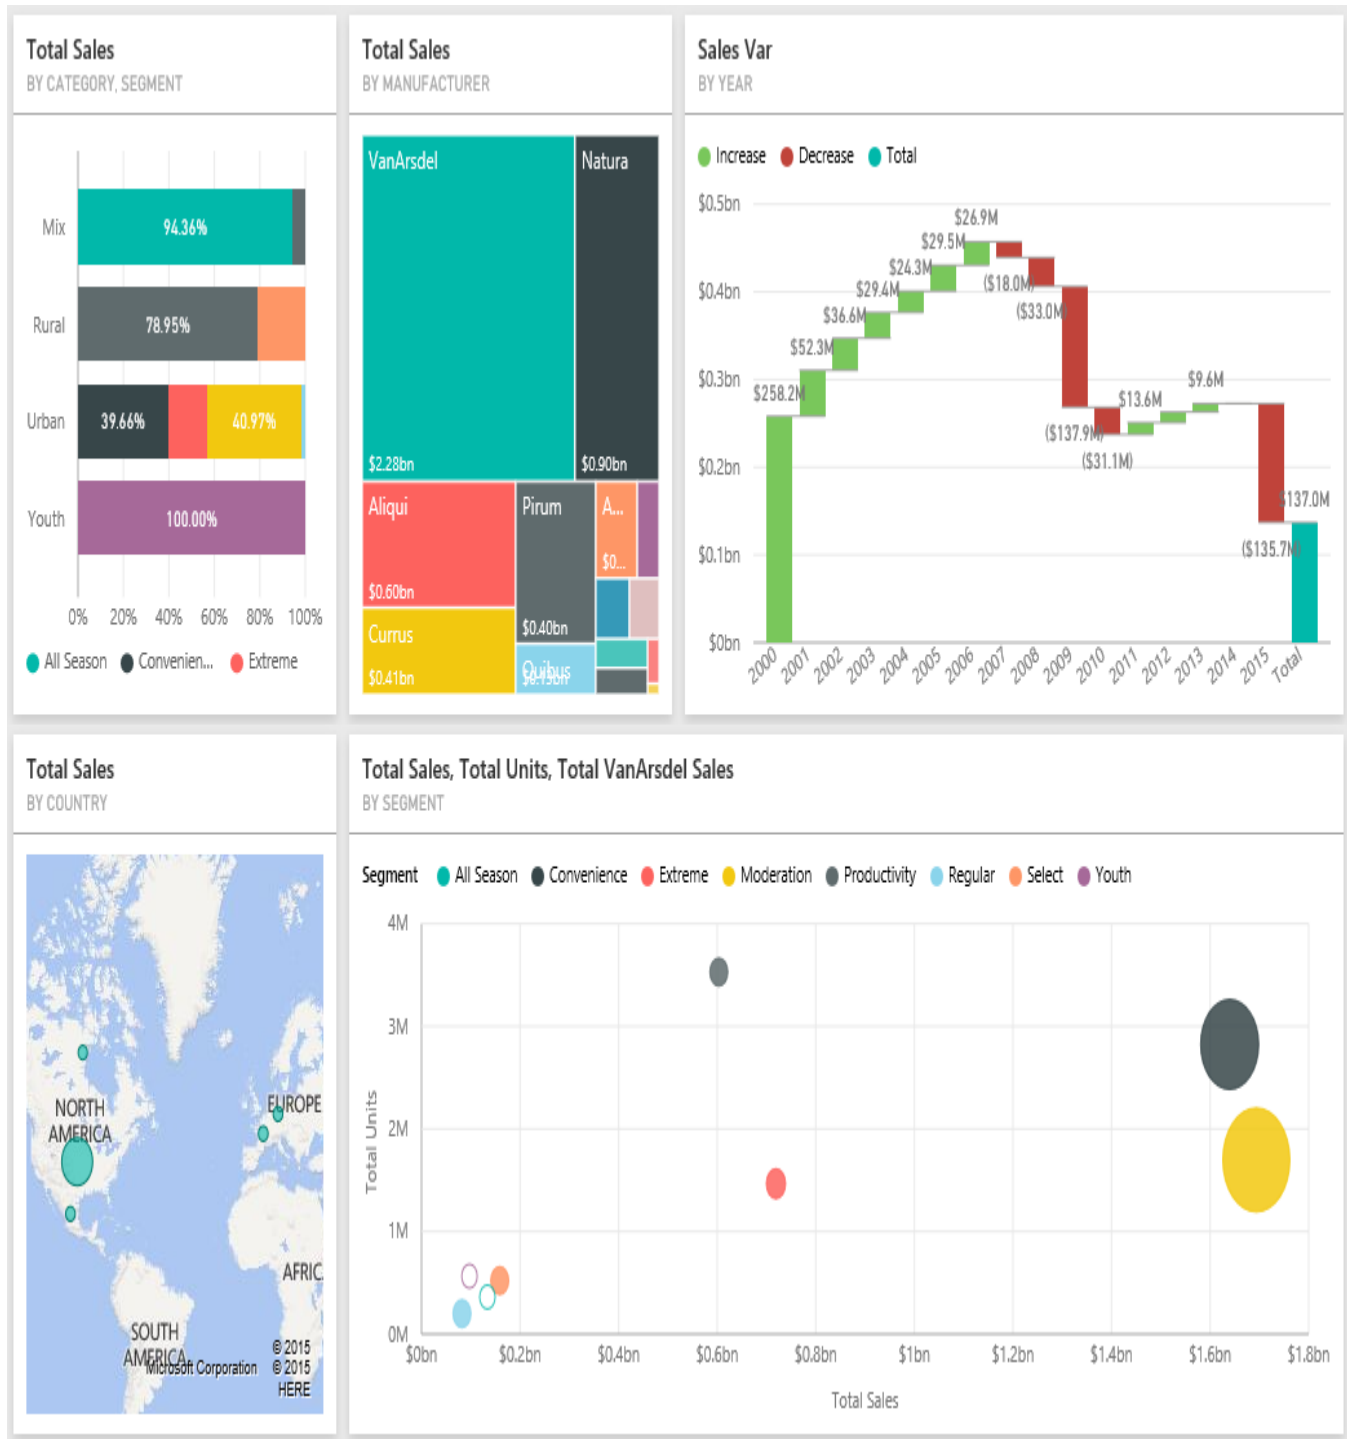 Total Sales
BY CATEGORY, SEGMENT
Mix
94.36%
Rural
78.95%
Urban
39.66% 40.97%
Youth
100.00%
0% 20% 40% 60% 80% 100%
All Season Convenien... Extreme
Total Sales
BY MANUFACTURER
VanArsdel
$2.28bn
Natura
$0.90bn
Aliqui
$0.60bn
Currus
$0.41bn
Pirum
$0.40bn
Quibus
A...
$0...
Sales Var
BY YEAR
Increase Decrease Total
$0.5bn
$0.4bn
$0.3bn
$0.2bn
$0.1bn
$0bn
$258.2M
$52.3M
$36.6M
$29.4M
$24.3M
$29.5M
$26.9M
($18.0M)
($33.0M)
($137.9M)
($31.1M)
$13.6M
$9.6M
($135.7M)
$137.0M
2000 2001 2002 2003 2004 2005 2006 2007 2008 2009 2010 2011 2012 2013 2014 2015 Total
Total Sales
BY COUNTRY
NORTH
AMERICA
EUROPE
AFRIC
SOUTH
AMERICA
© 2015
Microsoft Corporation © 2015
HERE
Total Sales, Total Units, Total VanArsdel Sales
BY SEGMENT
Segment All Season Convenience Extreme Moderation Productivity Regular Select Youth
Total Units
4M
3M
2M
1M
0M
$0bn $0.2bn $0.4bn $0.6bn $0.8bn $1bn $1.2bn $1.4bn $1.6bn $1.8bn
Total Sales